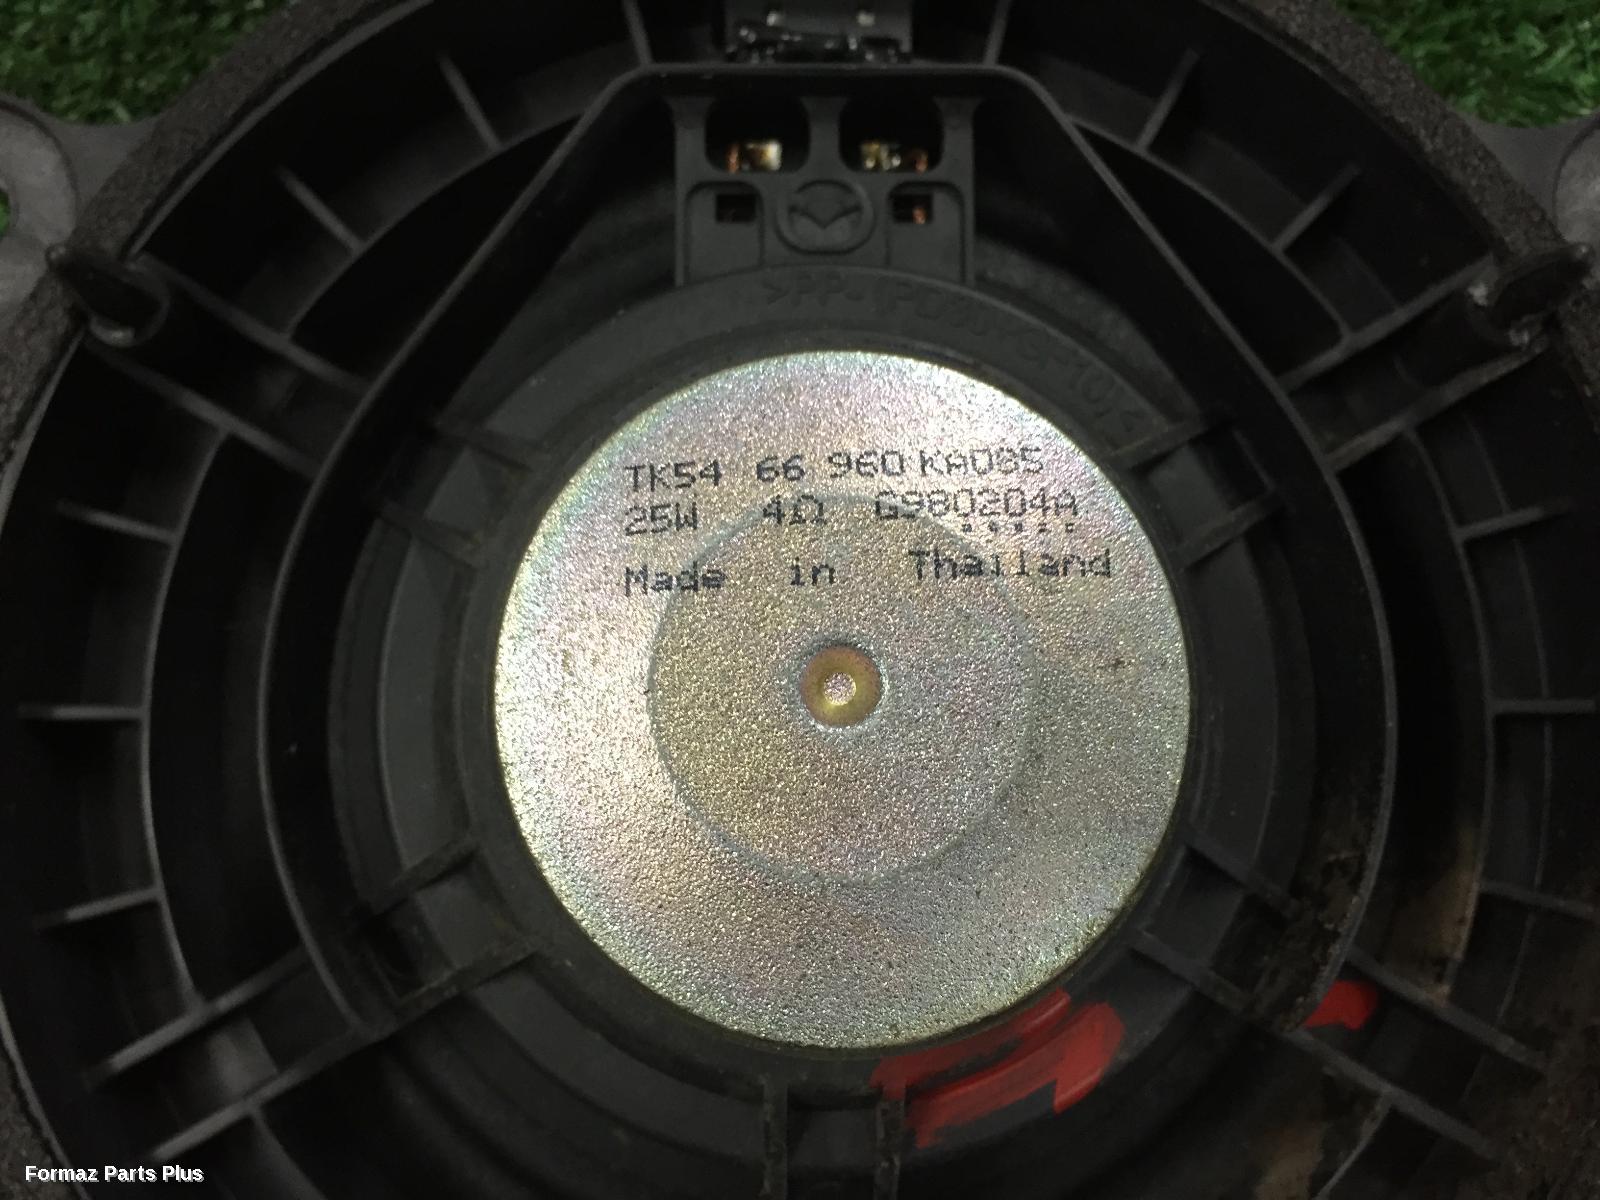 TK54 66 960 KA085
25W 4Ω G980204A
Made in Thailand
Formaz Parts Plus